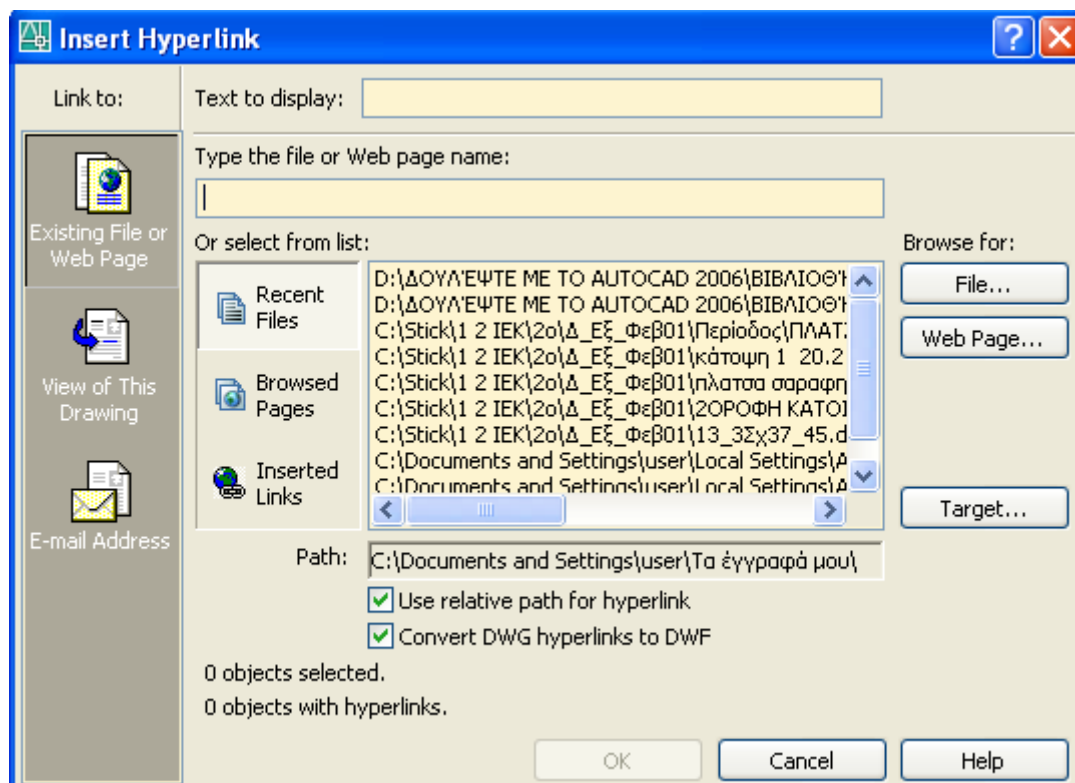 Insert Hyperlink
Link to:
Text to display:
Type the file or Web page name:
Existing File or
Web Page
View of This
Drawing
E-mail Address
Or select from list:
Recent
Files
Browsed
Pages
Inserted
Links
D:\ΔΟΥΛΈΨΤΕ ΜΕ ΤΟ AUTOCAD 2006\ΒΙΒΛΙΟΘΉ
D:\ΔΟΥΛΈΨΤΕ ΜΕ ΤΟ AUTOCAD 2006\ΒΙΒΛΙΟΘΉ
C:\Stick\1 2 ΙΕΚ\2ο\Δ_Εξ_Φεβ01\Περίοδος\ΠΛΑΤΣ
C:\Stick\1 2 ΙΕΚ\2ο\Δ_Εξ_Φεβ01\κάτοψη 1 20.2
C:\Stick\1 2 ΙΕΚ\2ο\Δ_Εξ_Φεβ01\πλατσα σαραφη
C:\Stick\1 2 ΙΕΚ\2ο\Δ_Εξ_Φεβ01\2ΟΡΟΦΗ ΚΑΤΟΙ
C:\Stick\1 2 ΙΕΚ\2ο\Δ_Εξ_Φεβ01\13_3Σχ37_45.d
C:\Documents and Settings\user\Local Settings\A
C:\Documents and Settings\user\Local Settings\A
Browse for:
File...
Web Page...
Target...
Path:
C:\Documents and Settings\user\Τα έγγραφά μου\
Use relative path for hyperlink
Convert DWG hyperlinks to DWF
0 objects selected.
0 objects with hyperlinks.
OK
Cancel
Help